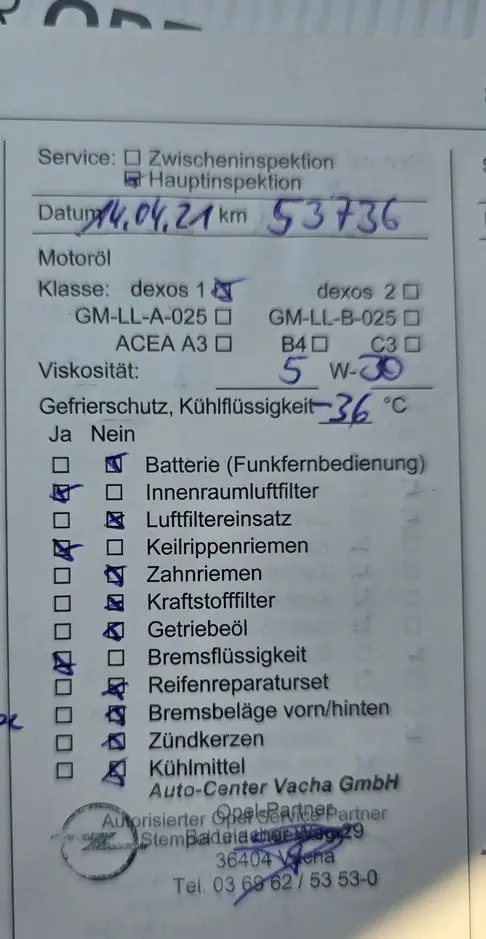 Service: ☐ Zwischeninspektion
☒ Hauptinspektion
Datum 14.04.21 km 53736
Motoröl
Klasse: dexos 1 ☒ dexos 2 ☐
GM-LL-A-025 ☐ GM-LL-B-025 ☐
ACEA A3 ☐ B4 ☐ C3 ☐
Viskosität: 5 W-30
Gefrierschutz, Kühlflüssigkeit -36 °C
Ja Nein
☐ ☒ Batterie (Funkfernbedienung)
☒ ☐ Innenraumluftfilter
☐ ☒ Luftfiltereinsatz
☒ ☐ Keilrippenriemen
☐ ☒ Zahnriemen
☐ ☒ Kraftstofffilter
☐ ☒ Getriebeöl
☒ ☐ Bremsflüssigkeit
☐ ☒ Reifenreparaturset
☐ ☒ Bremsbeläge vorn/hinten
☐ ☒ Zündkerzen
☐ ☒ Kühlmittel
Auto-Center Vacha GmbH
Opel-Partner
Autorisierter Opel Service Partner
36404 Vacha
Tel. 03 69 62 / 53 53-0